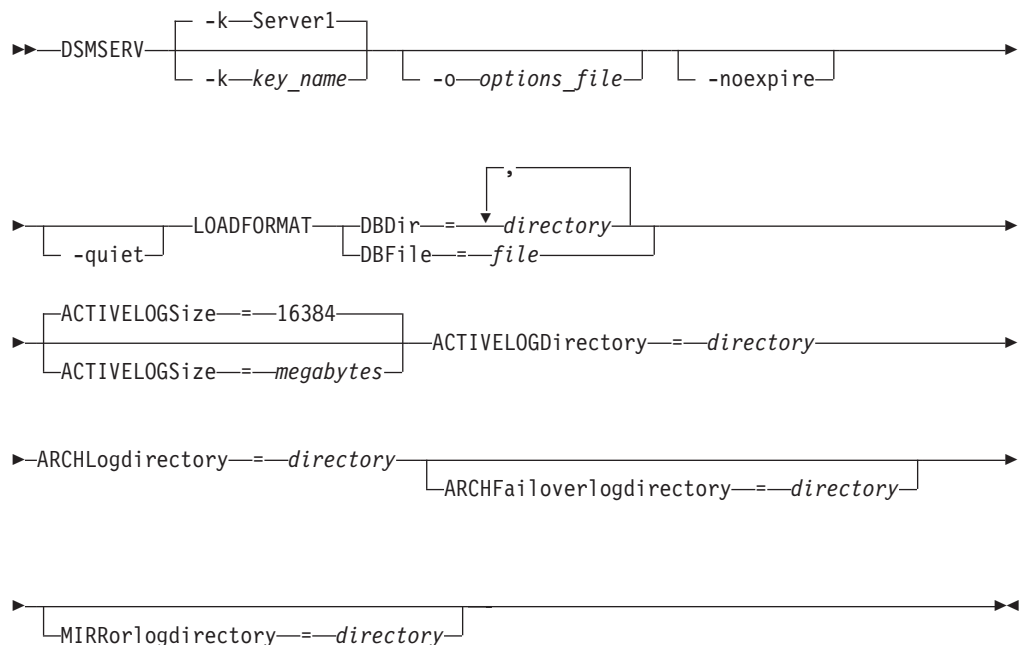 -k Server1
DSMSERV
-k key_name
-o options_file
-noexpire
,
-quiet
LOADFORMAT
DBDir = directory
DBFile = file
ACTIVELOGSize = 16384
ACTIVELOGSize = megabytes
ACTIVELOGDirectory = directory
ARCHLogdirectory = directory
ARCHFailoverlogdirectory = directory
MIRRorlogdirectory = directory